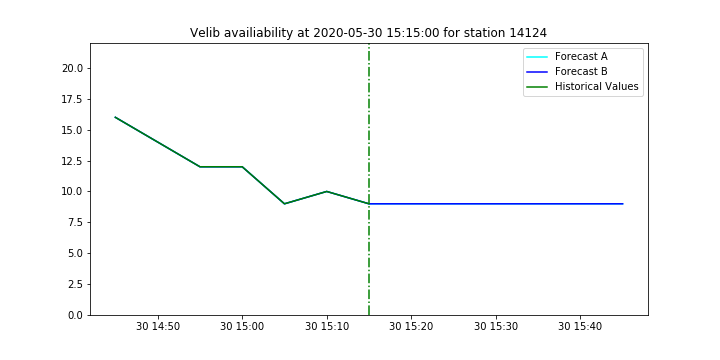 Velib availiability at 2020-05-30 15:15:00 for station 14124
Forecast A
Forecast B
Historical Values
20.0
17.5
15.0
12.5
10.0
7.5
5.0
2.5
0.0
30 14:50 30 15:00 30 15:10 30 15:20 30 15:30 30 15:40